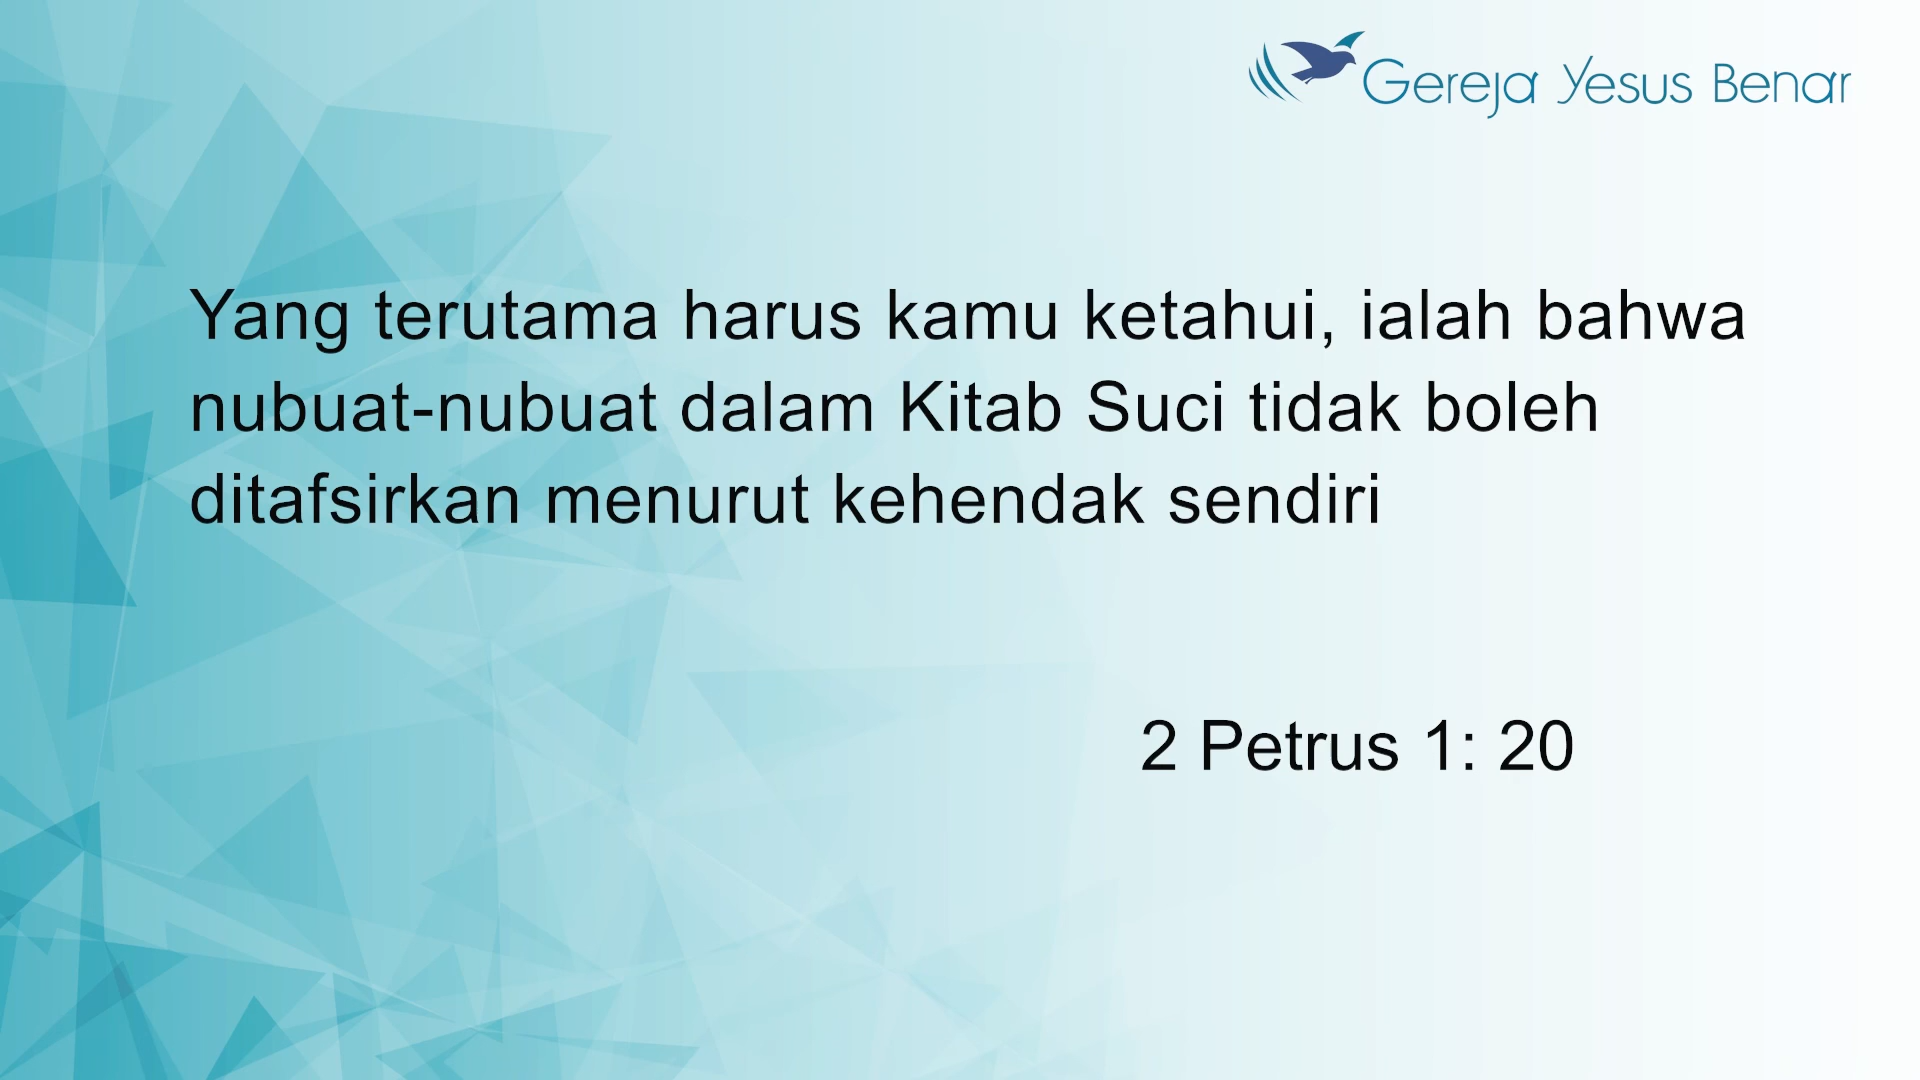 Gereja Yesus Benar
Yang terutama harus kamu ketahui, ialah bahwa
nubuat-nubuat dalam Kitab Suci tidak boleh
ditafsirkan menurut kehendak sendiri
2 Petrus 1: 20